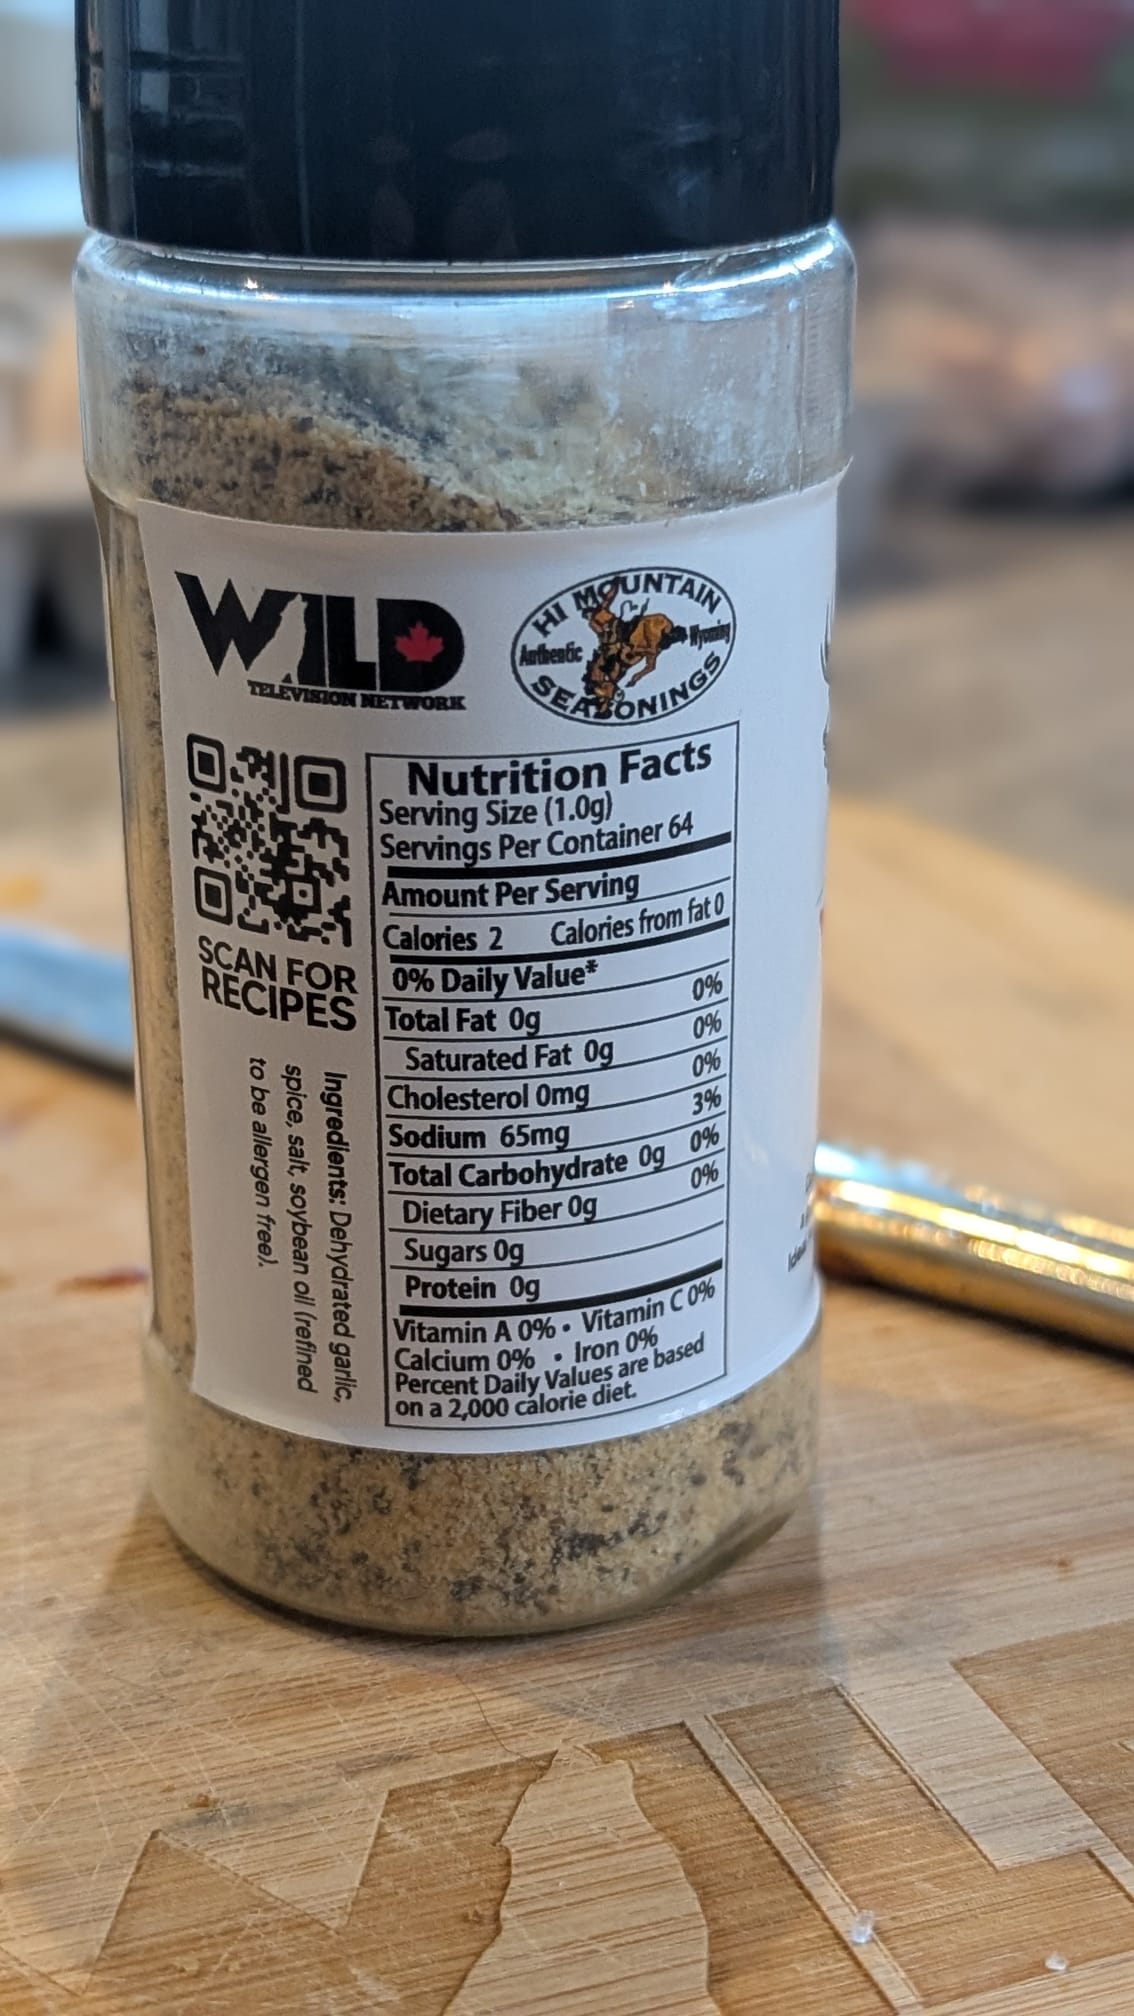 WILD
TELEVISION NETWORK
HI MOUNTAIN
Authentic Wyoming
SEASONINGS
SCAN FOR
RECIPES
Ingredients: Dehydrated garlic,
spice, salt, soybean oil (refined
to be allergen free).
Nutrition Facts
Serving Size (1.0g)
Servings Per Container 64
Amount Per Serving
Calories 2 Calories from fat 0
0% Daily Value*
Total Fat 0g 0%
Saturated Fat 0g 0%
Cholesterol 0mg 0%
Sodium 65mg 3%
Total Carbohydrate 0g 0%
Dietary Fiber 0g 0%
Sugars 0g
Protein 0g
Vitamin A 0% • Vitamin C 0%
Calcium 0% • Iron 0%
Percent Daily Values are based
on a 2,000 calorie diet.